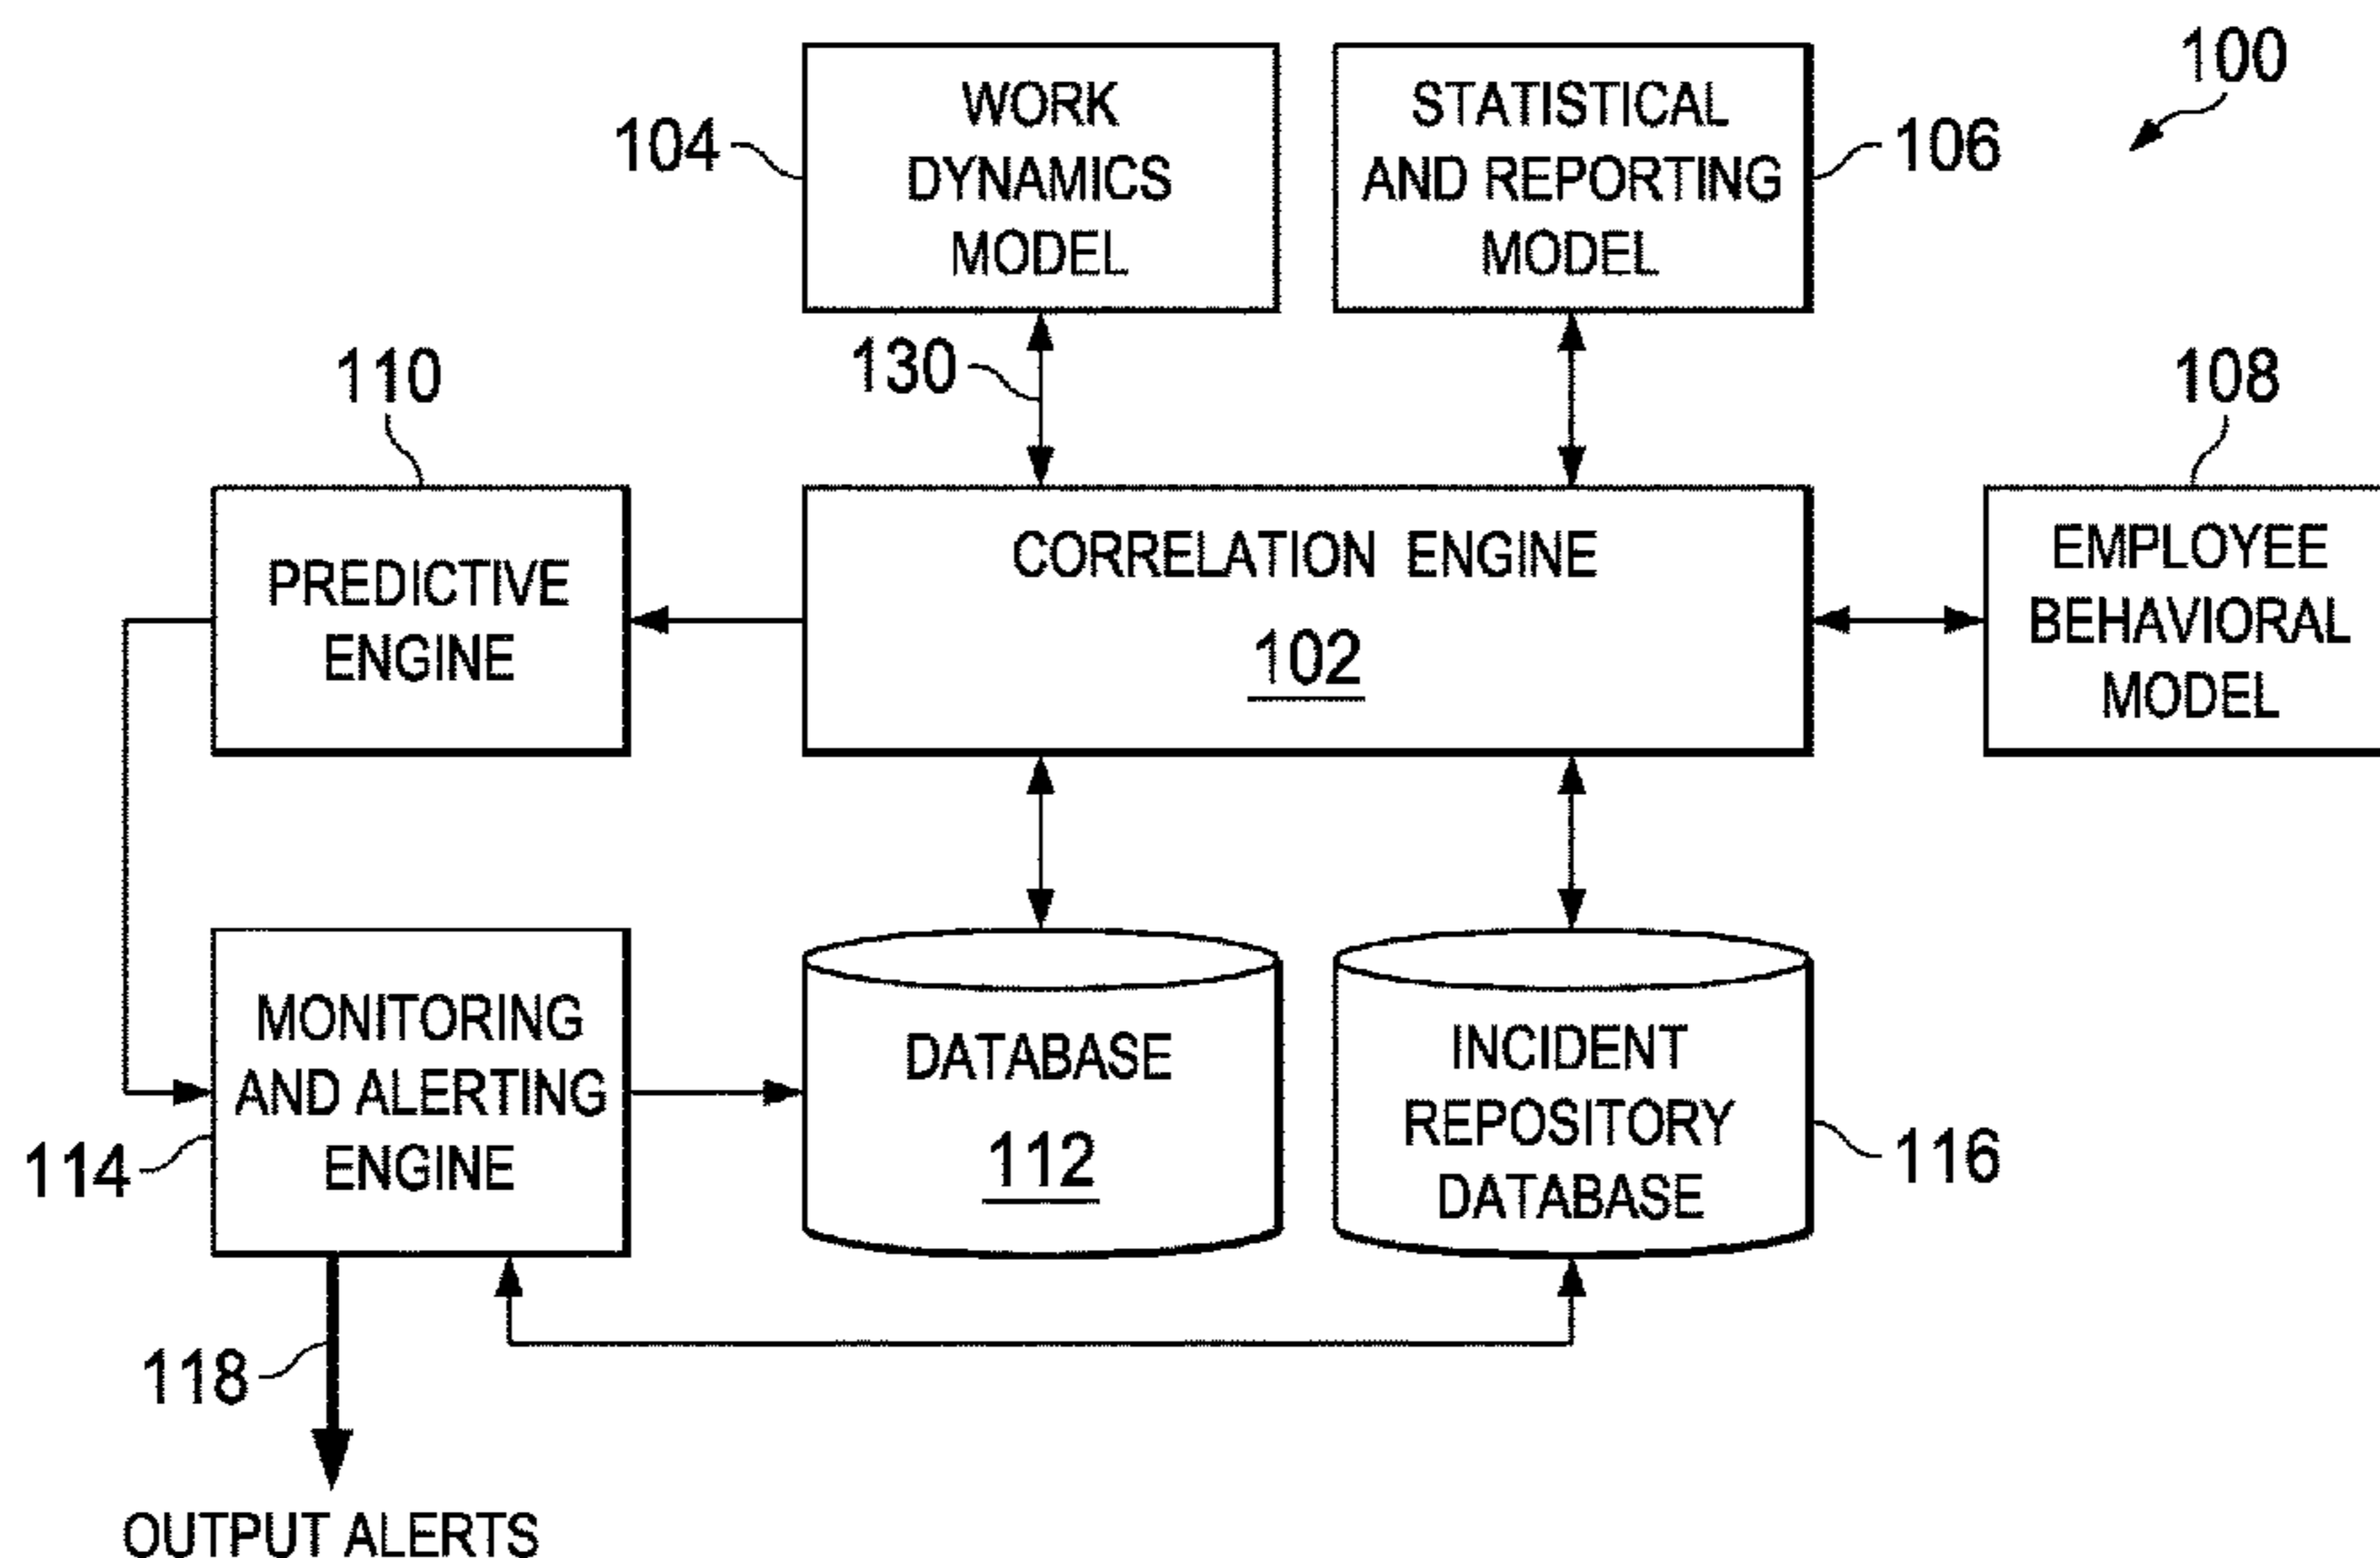 100
WORK
DYNAMICS
MODEL
104
STATISTICAL
AND REPORTING
MODEL
106
130
110
108
PREDICTIVE
ENGINE
CORRELATION ENGINE
102
EMPLOYEE
BEHAVIORAL
MODEL
MONITORING
AND ALERTING
ENGINE
114
DATABASE
112
INCIDENT
REPOSITORY
DATABASE
116
118
OUTPUT ALERTS